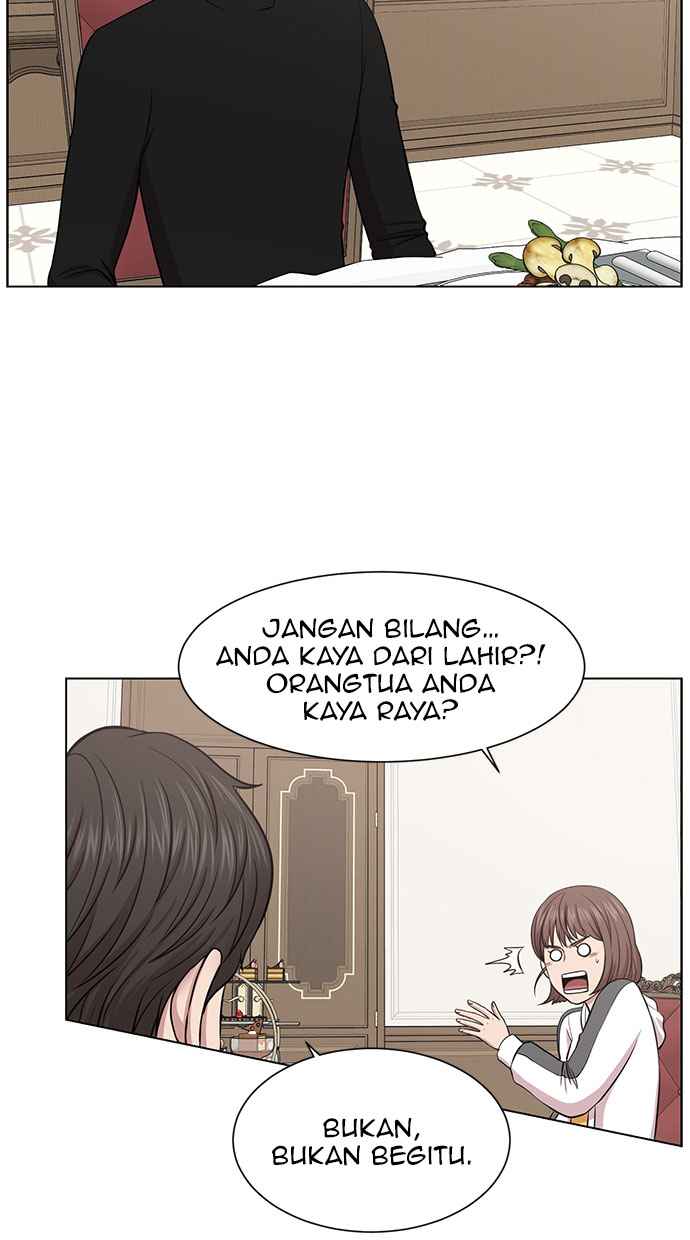 JANGAN BILANG...
ANDA KAYA DARI LAHIR?!
ORANGTUA ANDA
KAYA RAYA?
BUKAN,
BUKAN BEGITU.